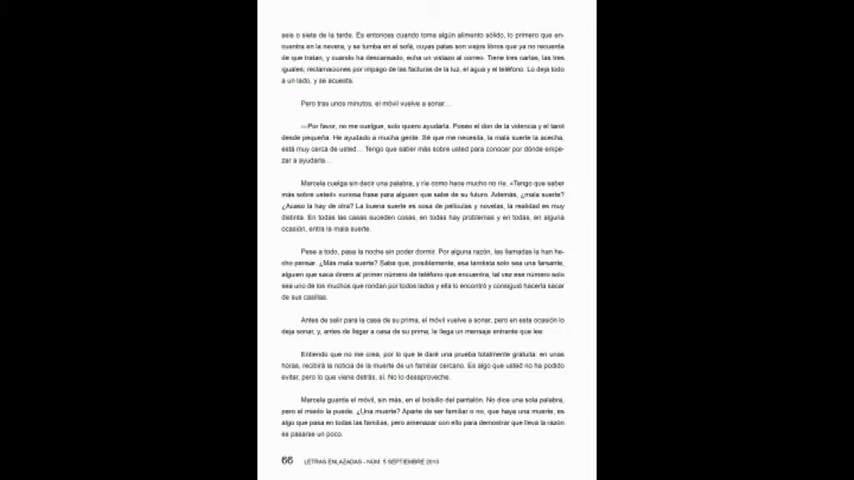 seis o siete de la tarde. Es entonces cuando toma algún alimento sólido, lo primero que en-
cuentra en la nevera, y se tumba en el sofá, cuyas patas son viejos libros que ya no recuerda
de que tratan, y cuando ha descansado, echa un vistazo al correo. Tiene tres cartas, las tres
iguales, reclamaciones por impago de las facturas de la luz, el agua y el teléfono. Lo deja todo
a un lado, y se acuesta.
Pero tras unos minutos, el móvil vuelve a sonar…
—Por favor, no me cuelgue, solo quiero ayudarla. Poseo el don de la videncia y el tarot
desde pequeña. He ayudado a mucha gente. Sé que me necesita, la mala suerte la acecha,
está muy cerca de usted… Tengo que saber más sobre usted para conocer por dónde empe-
zar a ayudarla…
Marcela cuelga sin decir una palabra, y ríe como hace mucho no ríe. «Tengo que saber
más sobre usted» curiosa frase para alguien que sabe de su futuro. Además, ¿mala suerte?
¿Acaso la hay de otra? La buena suerte es cosa de películas y novelas, la realidad es muy
distinta. En todas las casas suceden cosas, en todas hay problemas y en todas, en alguna
ocasión, entra la mala suerte.
Pese a todo, pasa la noche sin poder dormir. Por alguna razón, las llamadas la han he-
cho pensar. ¿Más mala suerte? Sabe que, posiblemente, esa tarotista solo sea una farsante,
alguien que saca dinero al primer número de teléfono que encuentra, tal vez ese número solo
sea uno de los muchos que rondan por todos lados y ella lo encontró y consiguió hacerla sacar
de sus casillas.
Antes de salir para la casa de su prima, el móvil vuelve a sonar, pero en esta ocasión lo
deja sonar, y, antes de llegar a casa de su prima, le llega un mensaje entrante que lee:
Entiendo que no me crea, por lo que le daré una prueba totalmente gratuita: en unas
horas, recibirá la noticia de la muerte de un familiar cercano. Es algo que usted no ha podido
evitar, pero lo que viene detrás, sí. No lo desaproveche.
Marcela guarda el móvil, sin más, en el bolsillo del pantalón. No dice una sola palabra,
pero el miedo la puede. ¿Una muerte? Aparte de ser familiar o no, que haya una muerte, es
algo que pasa en todas las familias, pero amenazar con ello para demostrar que lleva la razón
es pasarse un poco.
66 LETRAS ENLAZADAS - NÚM. 5 SEPTIEMBRE 2013